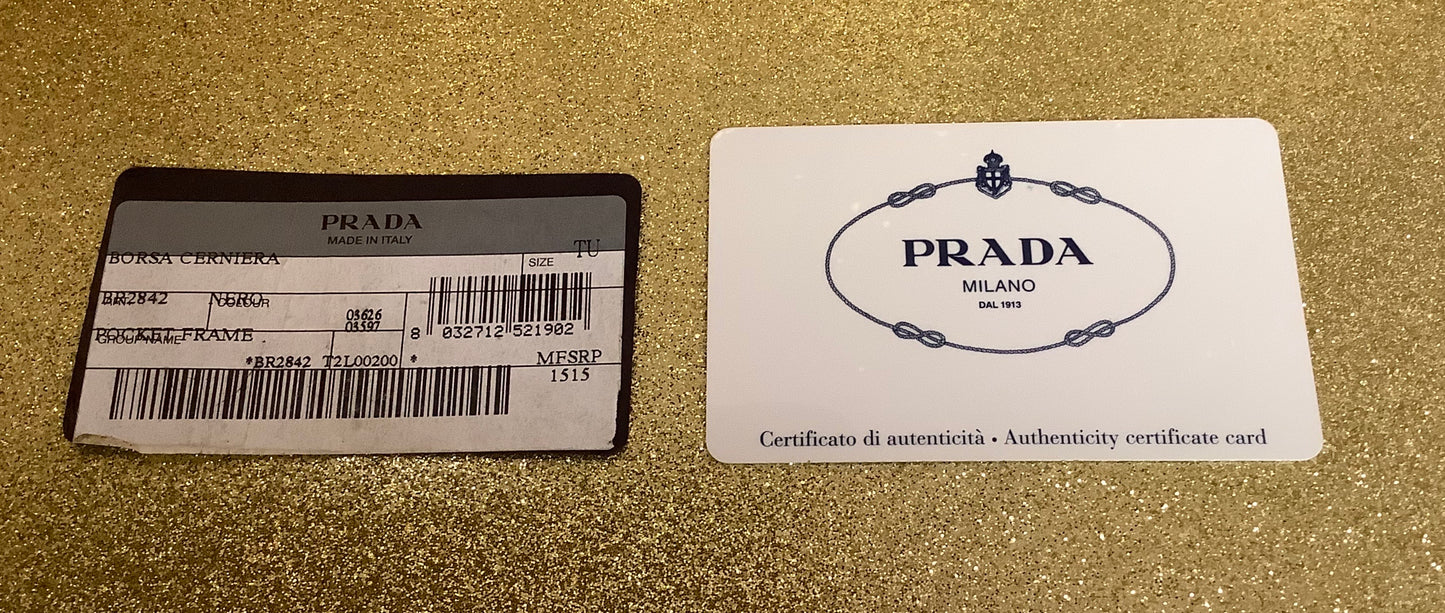 PRADA
MADE IN ITALY
BORSA CERNIERA
SIZE
TU
BR2842 NERO
COLOUR
03626
03597
8 032712 521902
POCKET FRAME
GROUP NAME
*BR2842 T2L00200 *
MFSRP
1515
PRADA
MILANO
DAL 1913
Certificato di autenticità • Authenticity certificate card